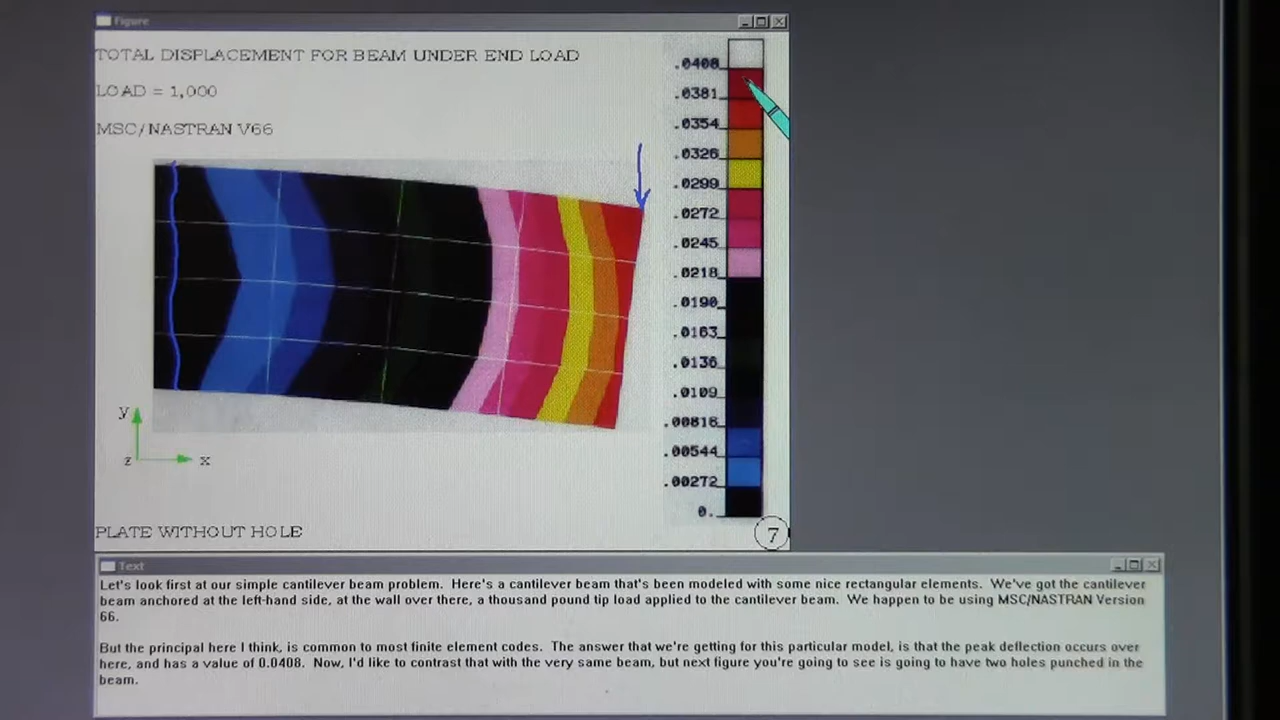 Figure
TOTAL DISPLACEMENT FOR BEAM UNDER END LOAD
LOAD = 1,000
MSC/NASTRAN V66
.0408
.0381
.0354
.0326
.0299
.0272
.0245
.0218
.0190
.0163
.0136
.0109
.00816
.00544
.00272
0.
y
z
x
PLATE WITHOUT HOLE
7
Text
Let's look first at our simple cantilever beam problem. Here's a cantilever beam that's been modeled with some nice rectangular elements. We've got the cantilever
beam anchored at the left-hand side, at the wall over there, a thousand pound tip load applied to the cantilever beam. We happen to be using MSC/NASTRAN Version
66.
But the principal here I think, is common to most finite element codes. The answer that we're getting for this particular model, is that the peak deflection occurs over
here, and has a value of 0.0408. Now, I'd like to contrast that with the very same beam, but next figure you're going to see is going to have two holes punched in the
beam.